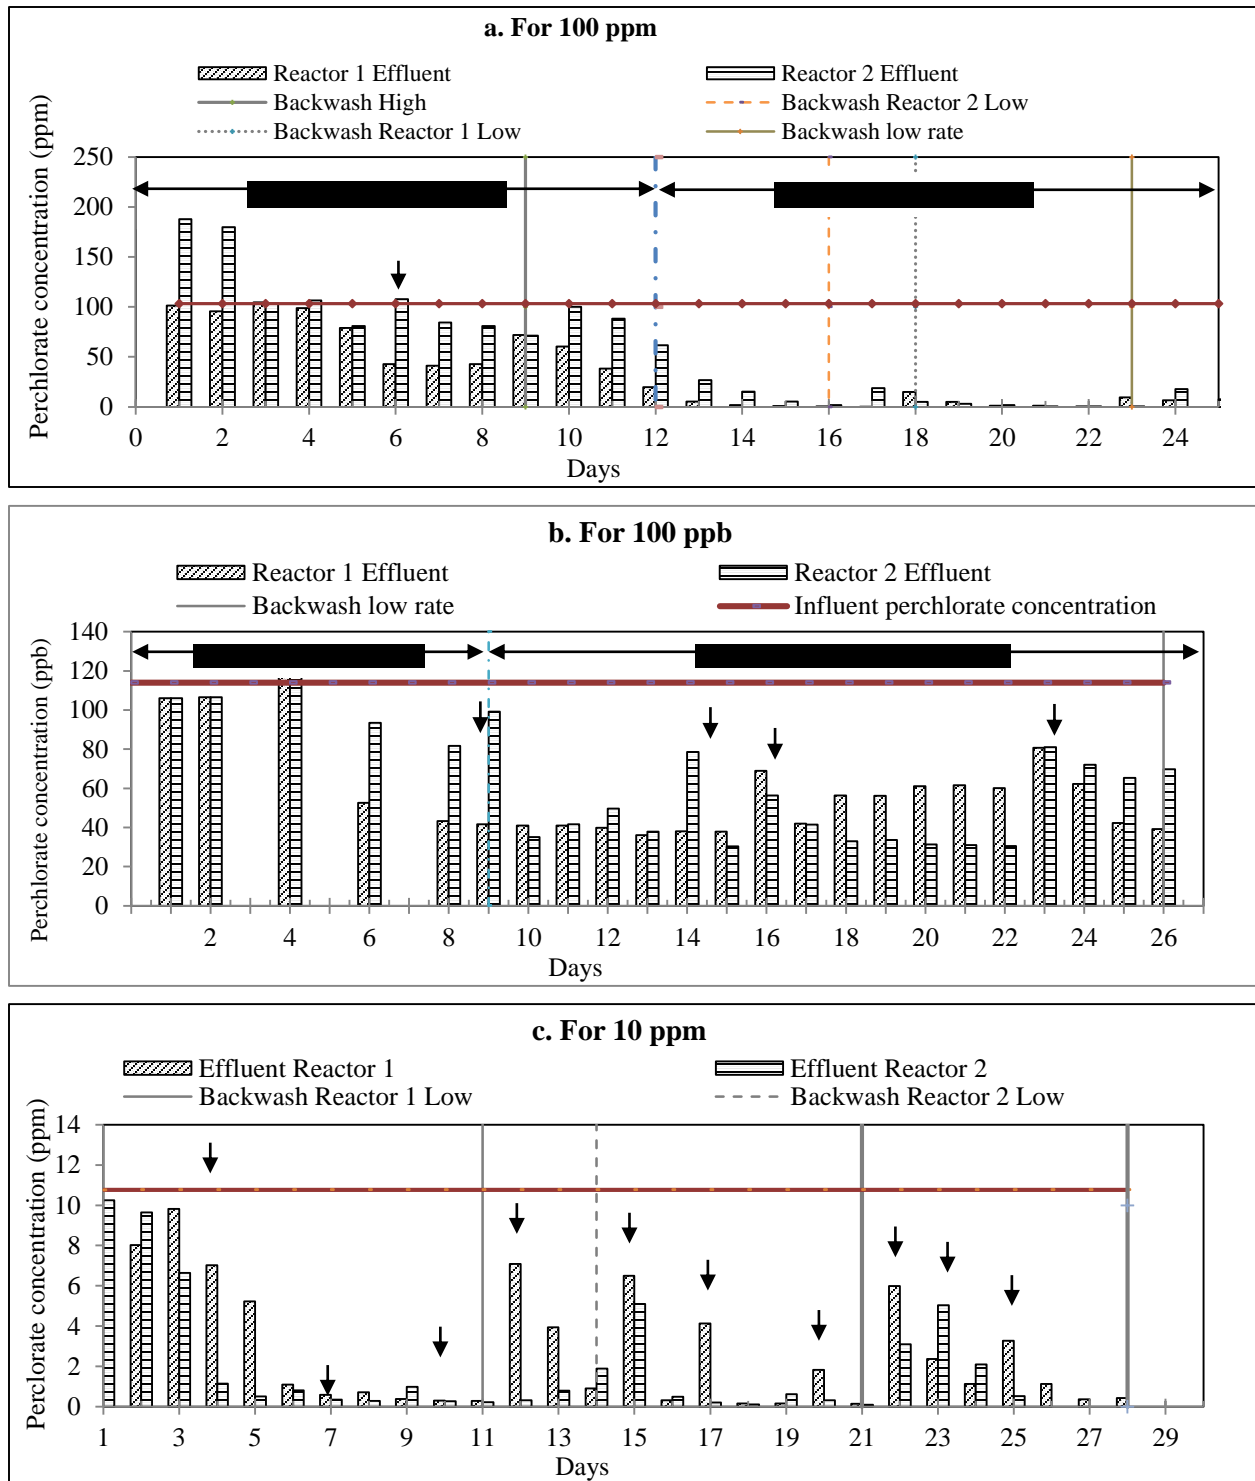 a. For 100 ppm
Reactor 1 Effluent Reactor 2 Effluent
Backwash High Backwash Reactor 2 Low
Backwash Reactor 1 Low Backwash low rate
Perchlorate concentration (ppm)
250
200
150
100
50
0
0 2 4 6 8 10 12 14 16 18 20 22 24
Days
b. For 100 ppb
Reactor 1 Effluent Reactor 2 Effluent
Backwash low rate Influent perchlorate concentration
Perchlorate concentration (ppb)
140
120
100
80
60
40
20
0
2 4 6 8 10 12 14 16 18 20 22 24 26
Days
c. For 10 ppm
Effluent Reactor 1 Effluent Reactor 2
Backwash Reactor 1 Low Backwash Reactor 2 Low
Perclorate concentration (ppm)
14
12
10
8
6
4
2
0
1 3 5 7 9 11 13 15 17 19 21 23 25 27 29
Days